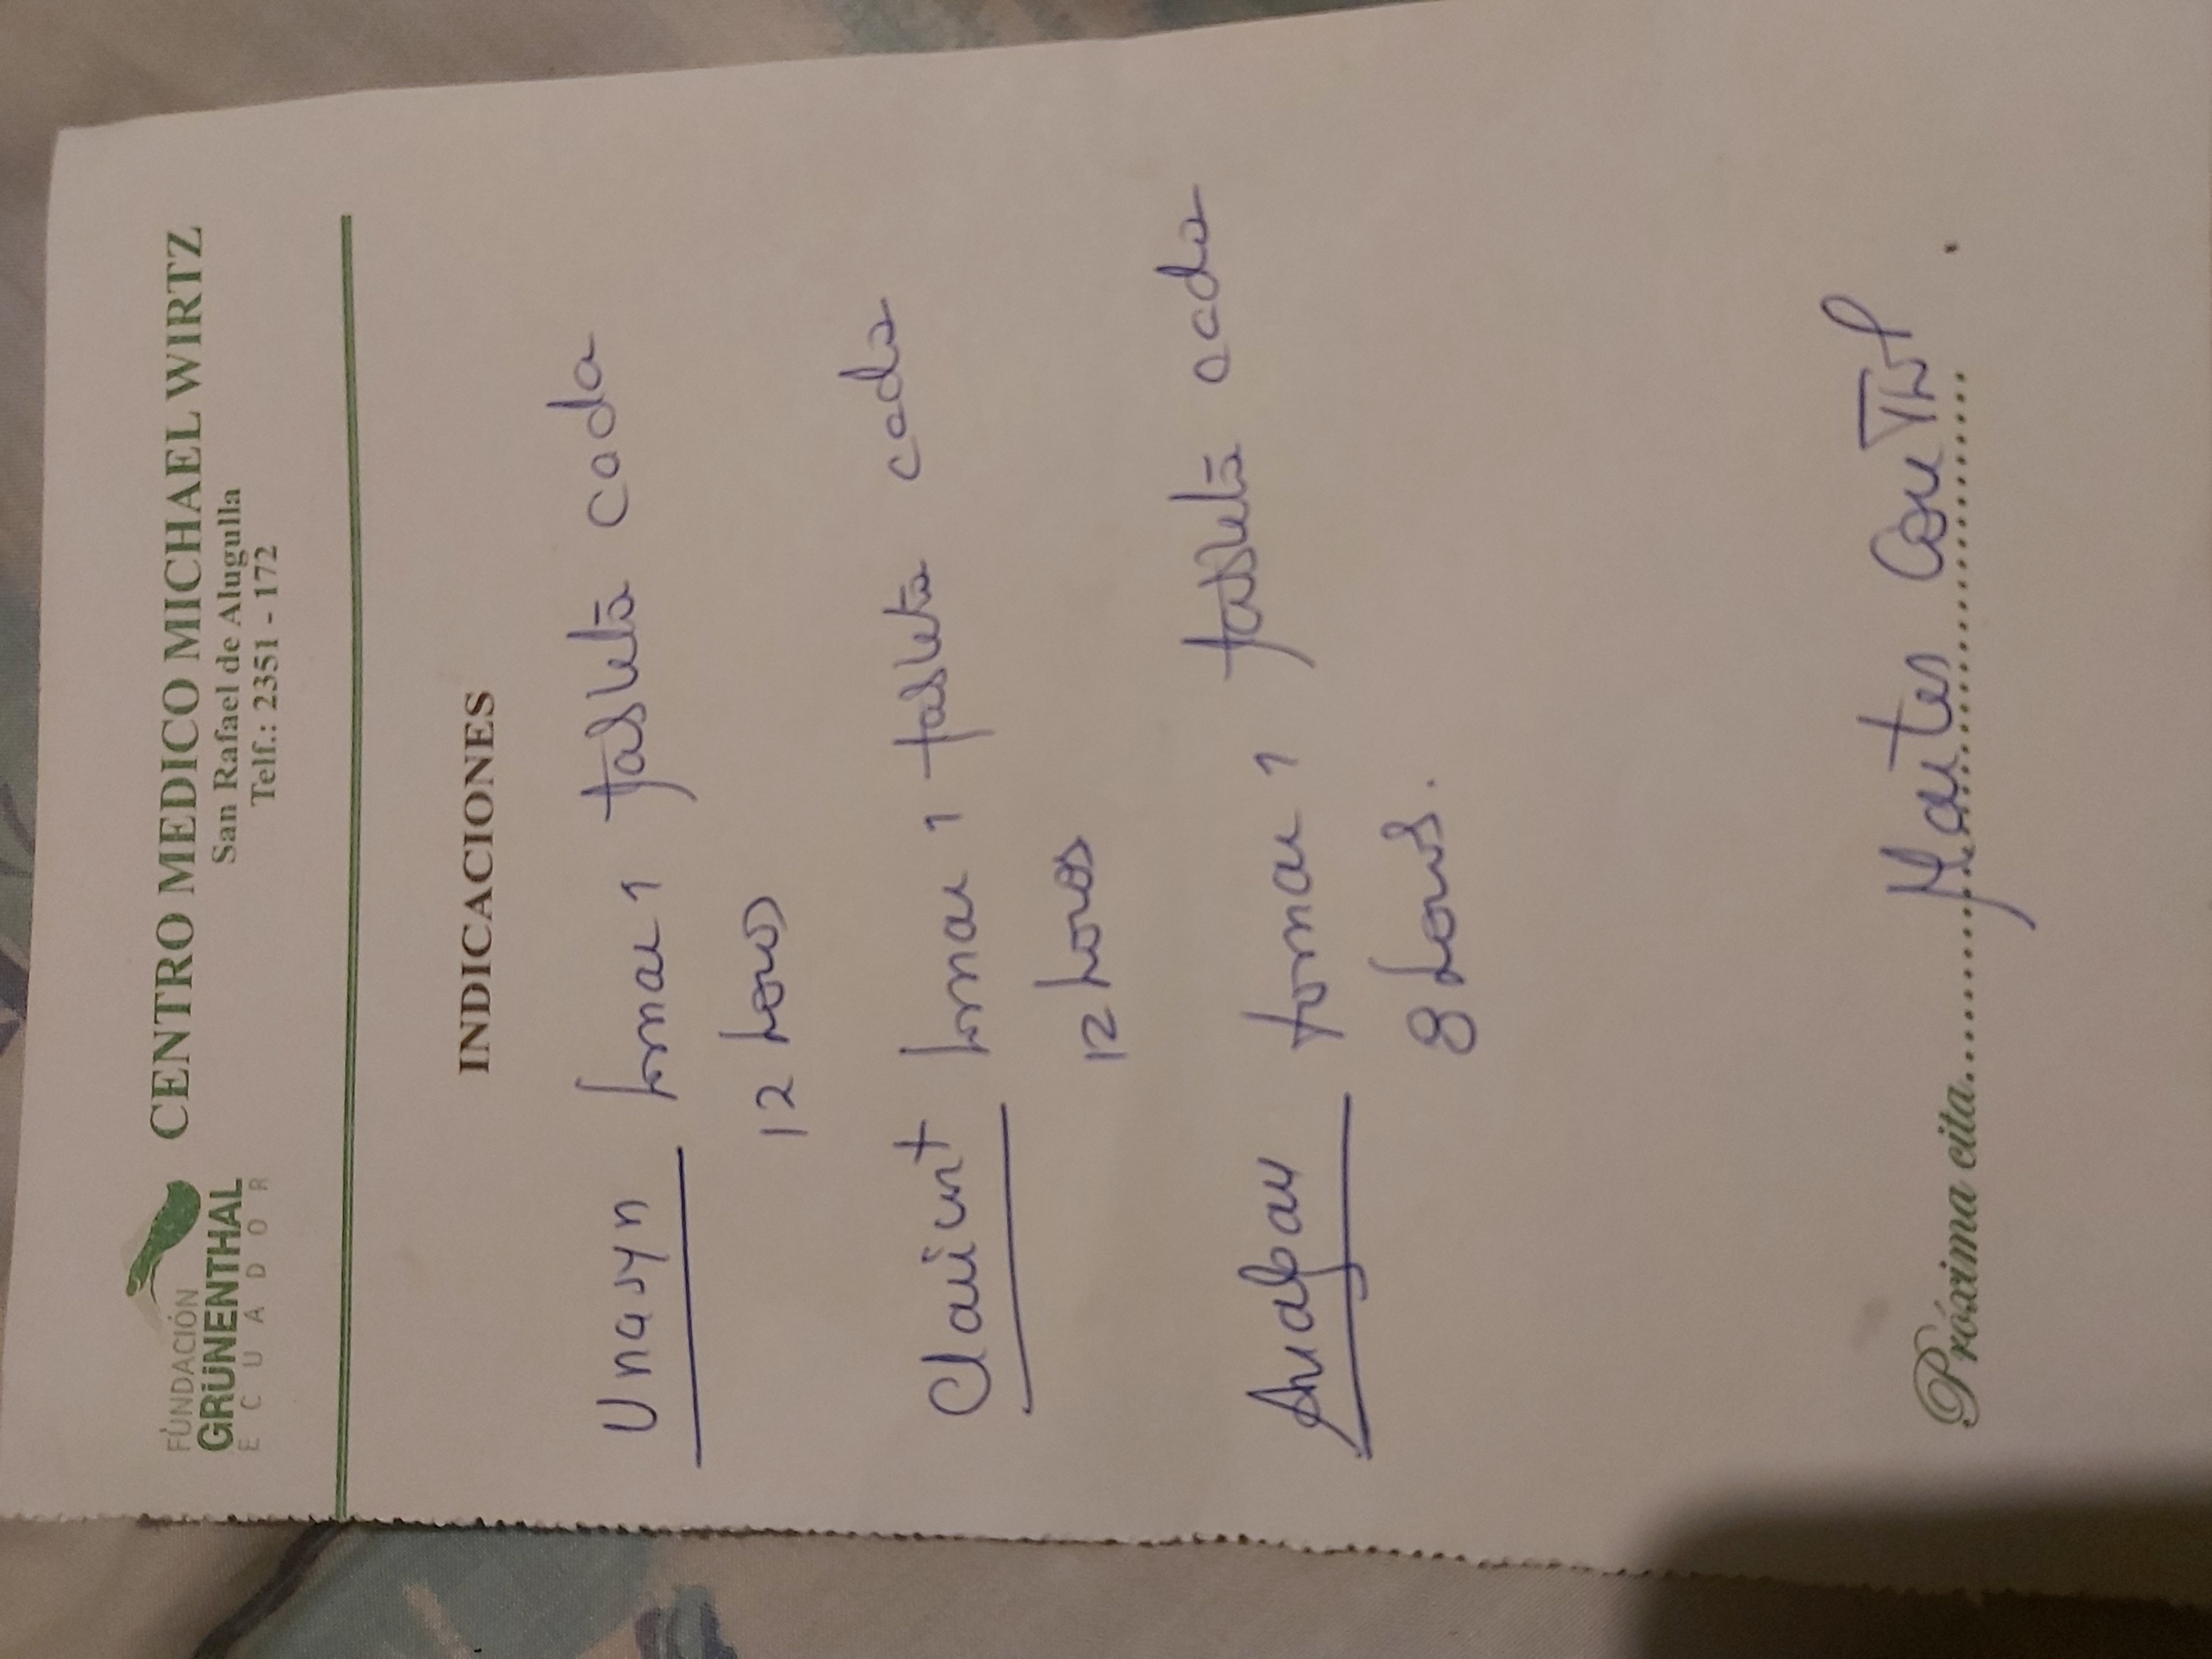 FUNDACIÓN
GRÜNENTHAL
ECUADOR
CENTRO MEDICO MICHAEL WIRTZ
San Rafael de Alugulla
Telf.: 2351 - 172
INDICACIONES
Unasyn tomar 1 tableta cada
12 horas
Claricort tomar 1 tableta cada
12 horas
Analgan tomar 1 tableta cada
8 horas.
Próxima cita Martes Control.